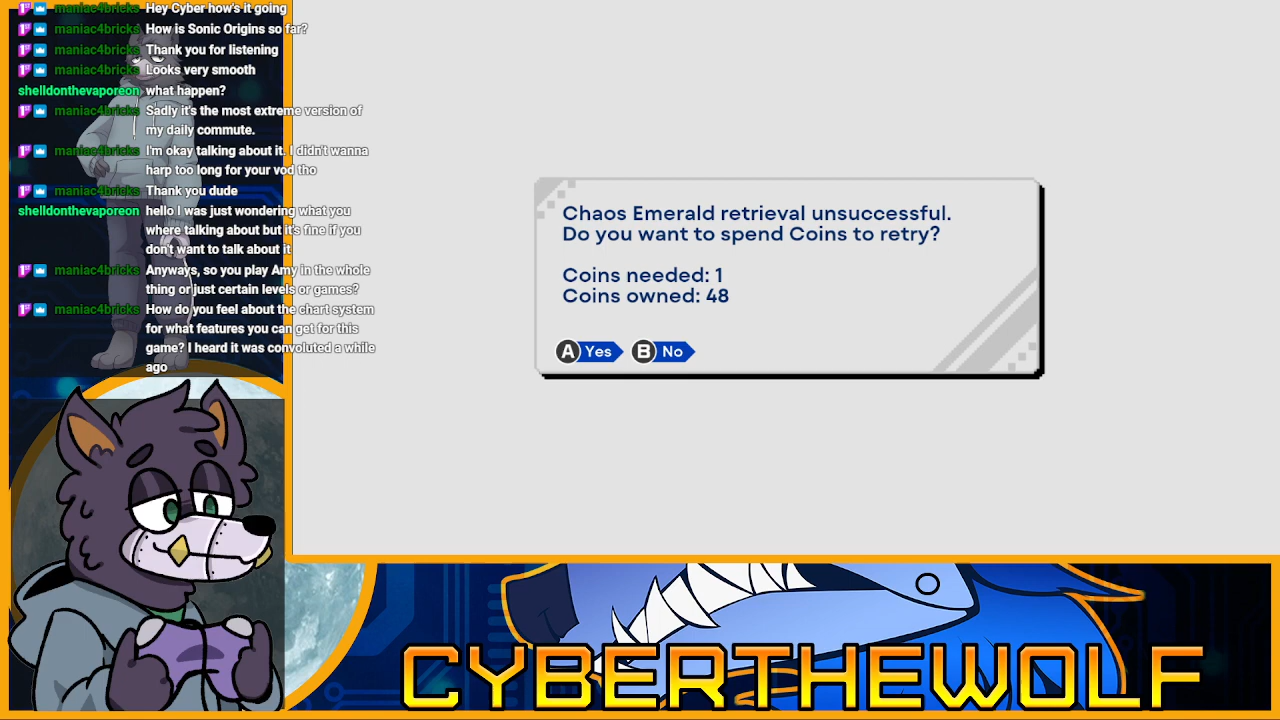 maniac4bricks Hey Cyber how's it going
maniac4bricks How is Sonic Origins so far?
maniac4bricks Thank you for listening
maniac4bricks Looks very smooth
shelldonthevaporeon what happen?
maniac4bricks Sadly it's the most extreme version of
my daily commute.
maniac4bricks I'm okay talking about it. I didn't wanna
harp too long for your vod tho
maniac4bricks Thank you dude
shelldonthevaporeon hello I was just wondering what you
where talking about but it's fine if you
don't want to talk about it
maniac4bricks Anyways, so you play Amy in the whole
thing or just certain levels or games?
maniac4bricks How do you feel about the chart system
for what features you can get for this
game? I heard it was convoluted a while
ago
Chaos Emerald retrieval unsuccessful.
Do you want to spend Coins to retry?
Coins needed: 1
Coins owned: 48
A Yes B No
CYBERTHEWOLF